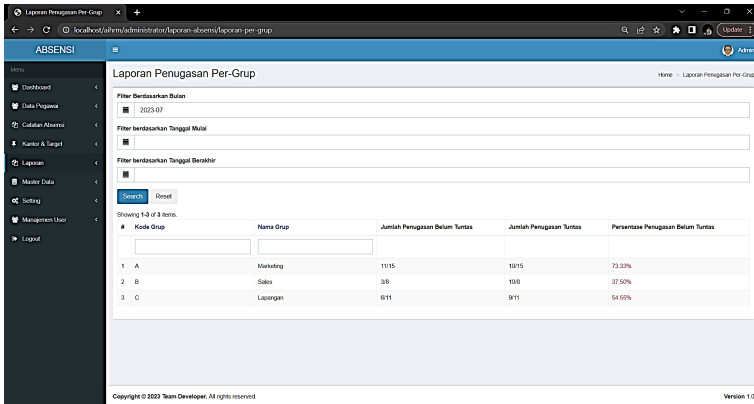 Laporan Penugasan Per-Grup
localhost/aihrm/administrator/laporan-absensi/laporan-per-grup
Update
ABSENSI
Admin
Menu
Laporan Penugasan Per-Grup
Home > Laporan Penugasan Per-Grup
Dashboard
Data Pegawai
Catatan Absensi
Kantor & Target
Laporan
Master Data
Setting
Manajemen User
Logout
Filter Berdasarkan Bulan
2023-07
Filter berdasarkan Tanggal Mulai
Filter berdasarkan Tanggal Berakhir
Search Reset
Showing 1-3 of 3 items.
# Kode Grup Nama Grup Jumlah Penugasan Belum Tuntas Jumlah Penugasan Tuntas Persentase Penugasan Belum Tuntas
1 A Marketing 11/15 10/15 73.33%
2 B Sales 3/8 10/8 37.50%
3 C Lapangan 6/11 9/11 54.55%
Copyright © 2023 Team Developer. All rights reserved.
Version 1.0